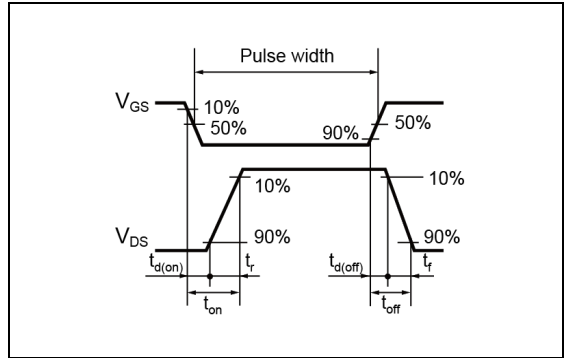 Pulse width
VGS
10%
50%
90%
50%
10%
10%
VDS
90%
90%
td(on)
tr
td(off)
tf
ton
toff